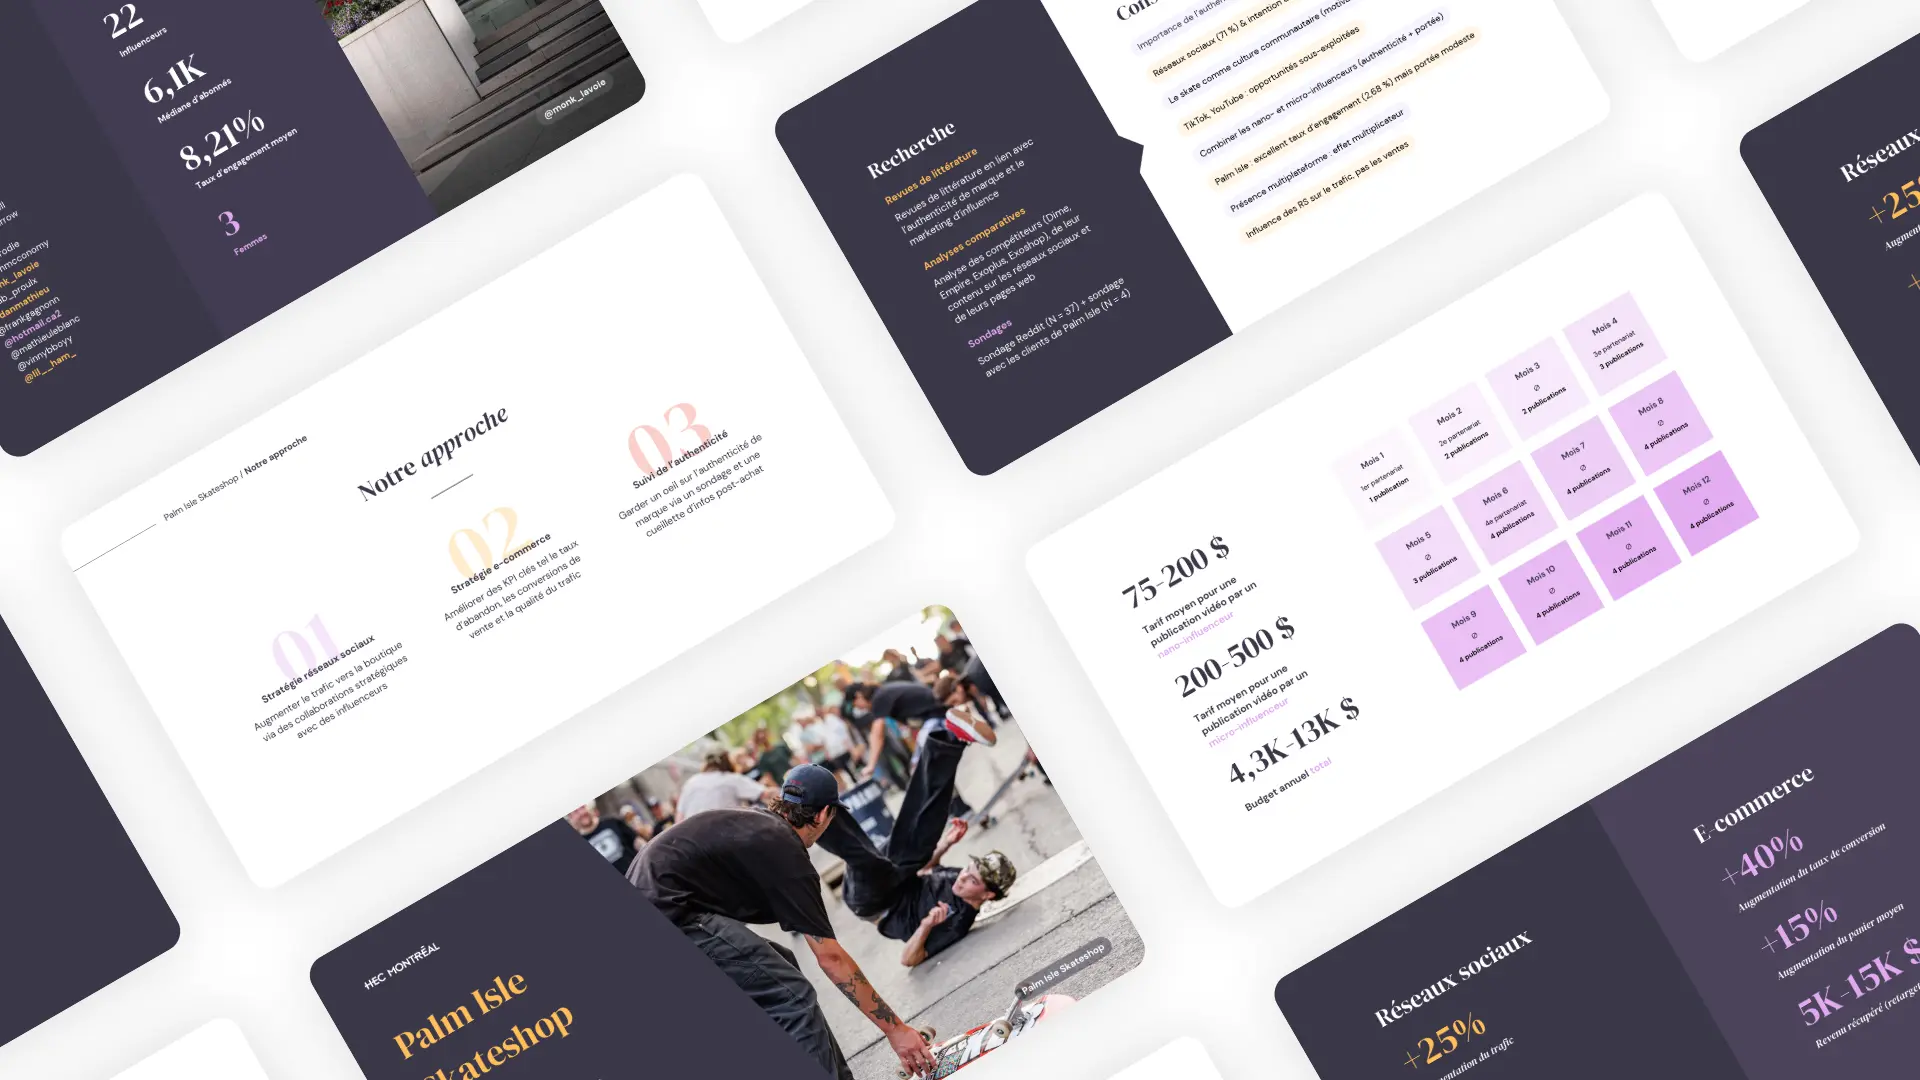 22
Influenceurs
6,1K
Médiane d'abonnés
8,21%
Taux d'engagement moyen
3
Femmes
@monk_lavoie
@frankgagnonn
@hotmail.ca2
@mathieuleblanc
@vinnybboyy
@lil__ham_
Palm Isle Skateshop / Notre approche
Notre approche
01
Stratégie réseaux sociaux
Augmenter le trafic vers la boutique
via des collaborations stratégiques
avec des influenceurs
02
Stratégie e-commerce
Améliorer des KPI clés tel le taux
d'abandon, les conversions de
vente et la qualité du trafic
03
Suivi de l'authenticité
Garder un oeil sur l'authenticité de
marque via un sondage et une
cueillette d'infos post-achat
HEC MONTRÉAL
Palm Isle
Skateshop
Palm Isle Skateshop
Recherche
Revues de littérature
Revues de littérature en lien avec
l'authenticité de marque et le
marketing d'influence
Analyses comparatives
Analyse des compétiteurs (Dime,
Empire, Exoplus, Exoshop), de leur
contenu sur les réseaux sociaux et
de leurs pages web
Sondages
Sondage Reddit (N = 37) + sondage
avec les clients de Palm Isle (N = 4)
Importance de l'authen
Réseaux sociaux (71 %) & intention
Le skate comme culture communautaire (motiv
TikTok, YouTube : opportunités sous-exploitées
Combiner les nano- et micro-influenceurs (authenticité + portée)
Palm Isle : excellent taux d'engagement (2,68 %) mais portée modeste
Présence multiplateforme : effet multiplicateur
Influence des RS sur le trafic, pas les ventes
75-200 $
Tarif moyen pour une
publication vidéo par un
nano-influenceur
200-500 $
Tarif moyen pour une
publication vidéo par un
micro-influenceur
4,3K-13K $
Budget annuel total
Mois 1
1er partenariat
1 publication
Mois 2
2e partenariat
2 publications
Mois 3
∅
2 publications
Mois 4
3e partenariat
3 publications
Mois 5
∅
3 publications
Mois 6
4e partenariat
4 publications
Mois 7
∅
4 publications
Mois 8
∅
4 publications
Mois 9
∅
4 publications
Mois 10
∅
4 publications
Mois 11
∅
4 publications
Mois 12
∅
4 publications
Réseaux
+25
Augment
Réseaux sociaux
+25%
mentation du trafic
E-commerce
+40%
Augmentation du taux de conversion
+15%
Augmentation du panier moyen
5K-15K $
Revenu récupéré (retarget